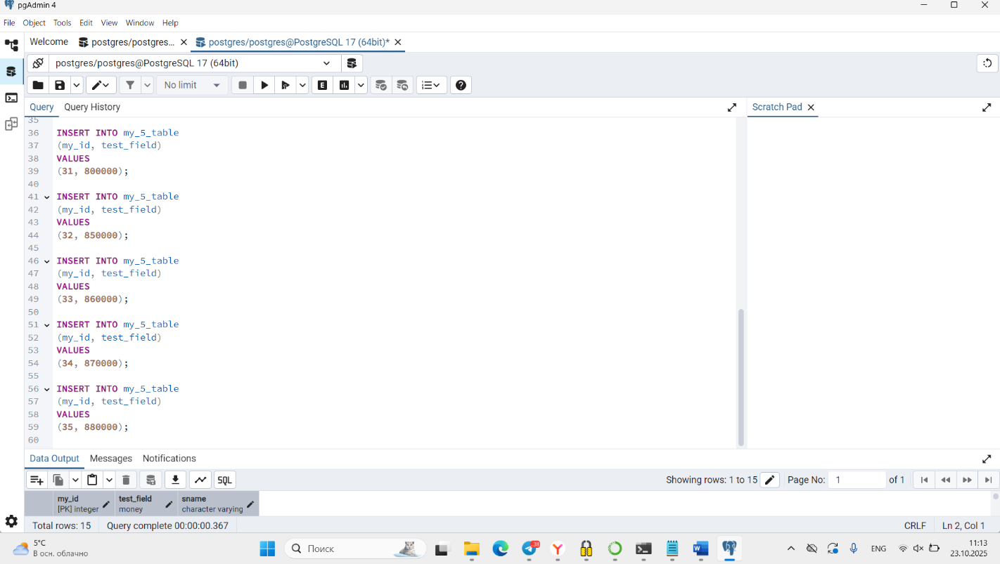 pgAdmin 4
File Object Tools Edit View Window Help
Welcome postgres/postgres... postgres/postgres@PostgreSQL 17 (64bit)*
postgres/postgres@PostgreSQL 17 (64bit)
No limit
Query Query History Scratch Pad
35
36 INSERT INTO my_5_table
37 (my_id, test_field)
38 VALUES
39 (31, 800000);
40
41 INSERT INTO my_5_table
42 (my_id, test_field)
43 VALUES
44 (32, 850000);
45
46 INSERT INTO my_5_table
47 (my_id, test_field)
48 VALUES
49 (33, 860000);
50
51 INSERT INTO my_5_table
52 (my_id, test_field)
53 VALUES
54 (34, 870000);
55
56 INSERT INTO my_5_table
57 (my_id, test_field)
58 VALUES
59 (35, 880000);
60
Data Output Messages Notifications
SQL Showing rows: 1 to 15 Page No: 1 of 1
my_id test_field sname
[PK] integer money character varying
Total rows: 15 Query complete 00:00:00.367 CRLF Ln 2, Col 1
5°C
В осн. облачно
Поиск
38
ENG
11:13
23.10.2025